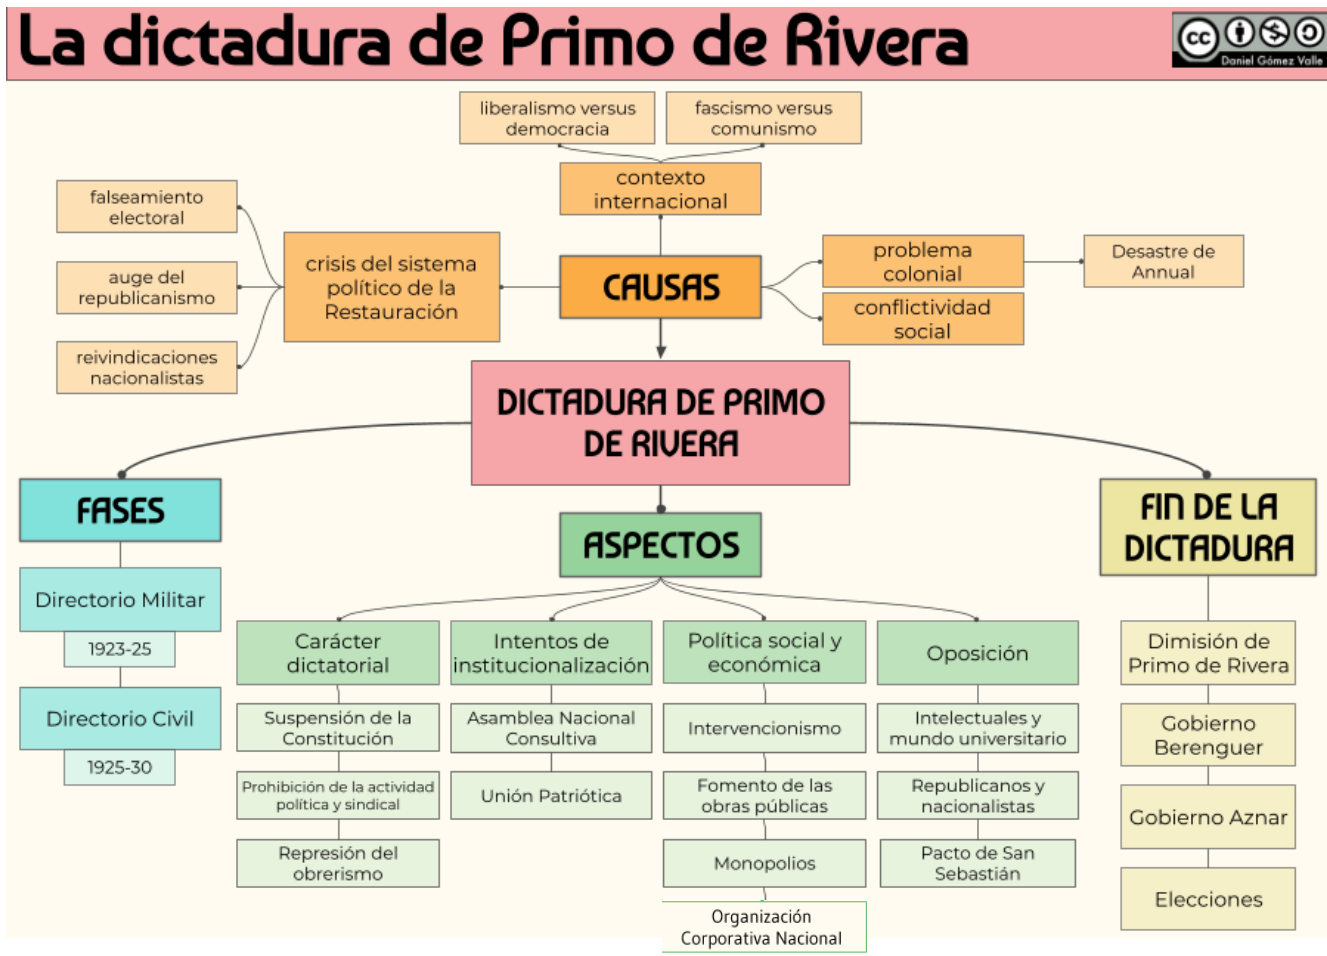 La dictadura de Primo de Rivera
cc
Daniel Gómez Valle
liberalismo versus
democracia
fascismo versus
comunismo
contexto
internacional
falseamiento
electoral
auge del
republicanismo
reivindicaciones
nacionalistas
crisis del sistema
político de la
Restauración
CAUSAS
problema
colonial
Desastre de
Annual
conflictividad
social
DICTADURA DE PRIMO
DE RIVERA
FASES
Directorio Militar
1923-25
Directorio Civil
1925-30
ASPECTOS
Carácter
dictatorial
Suspensión de la
Constitución
Prohibición de la actividad
política y sindical
Represión del
obrerismo
Intentos de
institucionalización
Asamblea Nacional
Consultiva
Unión Patriótica
Política social y
económica
Intervencionismo
Fomento de las
obras públicas
Monopolios
Organización
Corporativa Nacional
Oposición
Intelectuales y
mundo universitario
Republicanos y
nacionalistas
Pacto de San
Sebastián
FIN DE LA
DICTADURA
Dimisión de
Primo de Rivera
Gobierno
Berenguer
Gobierno Aznar
Elecciones